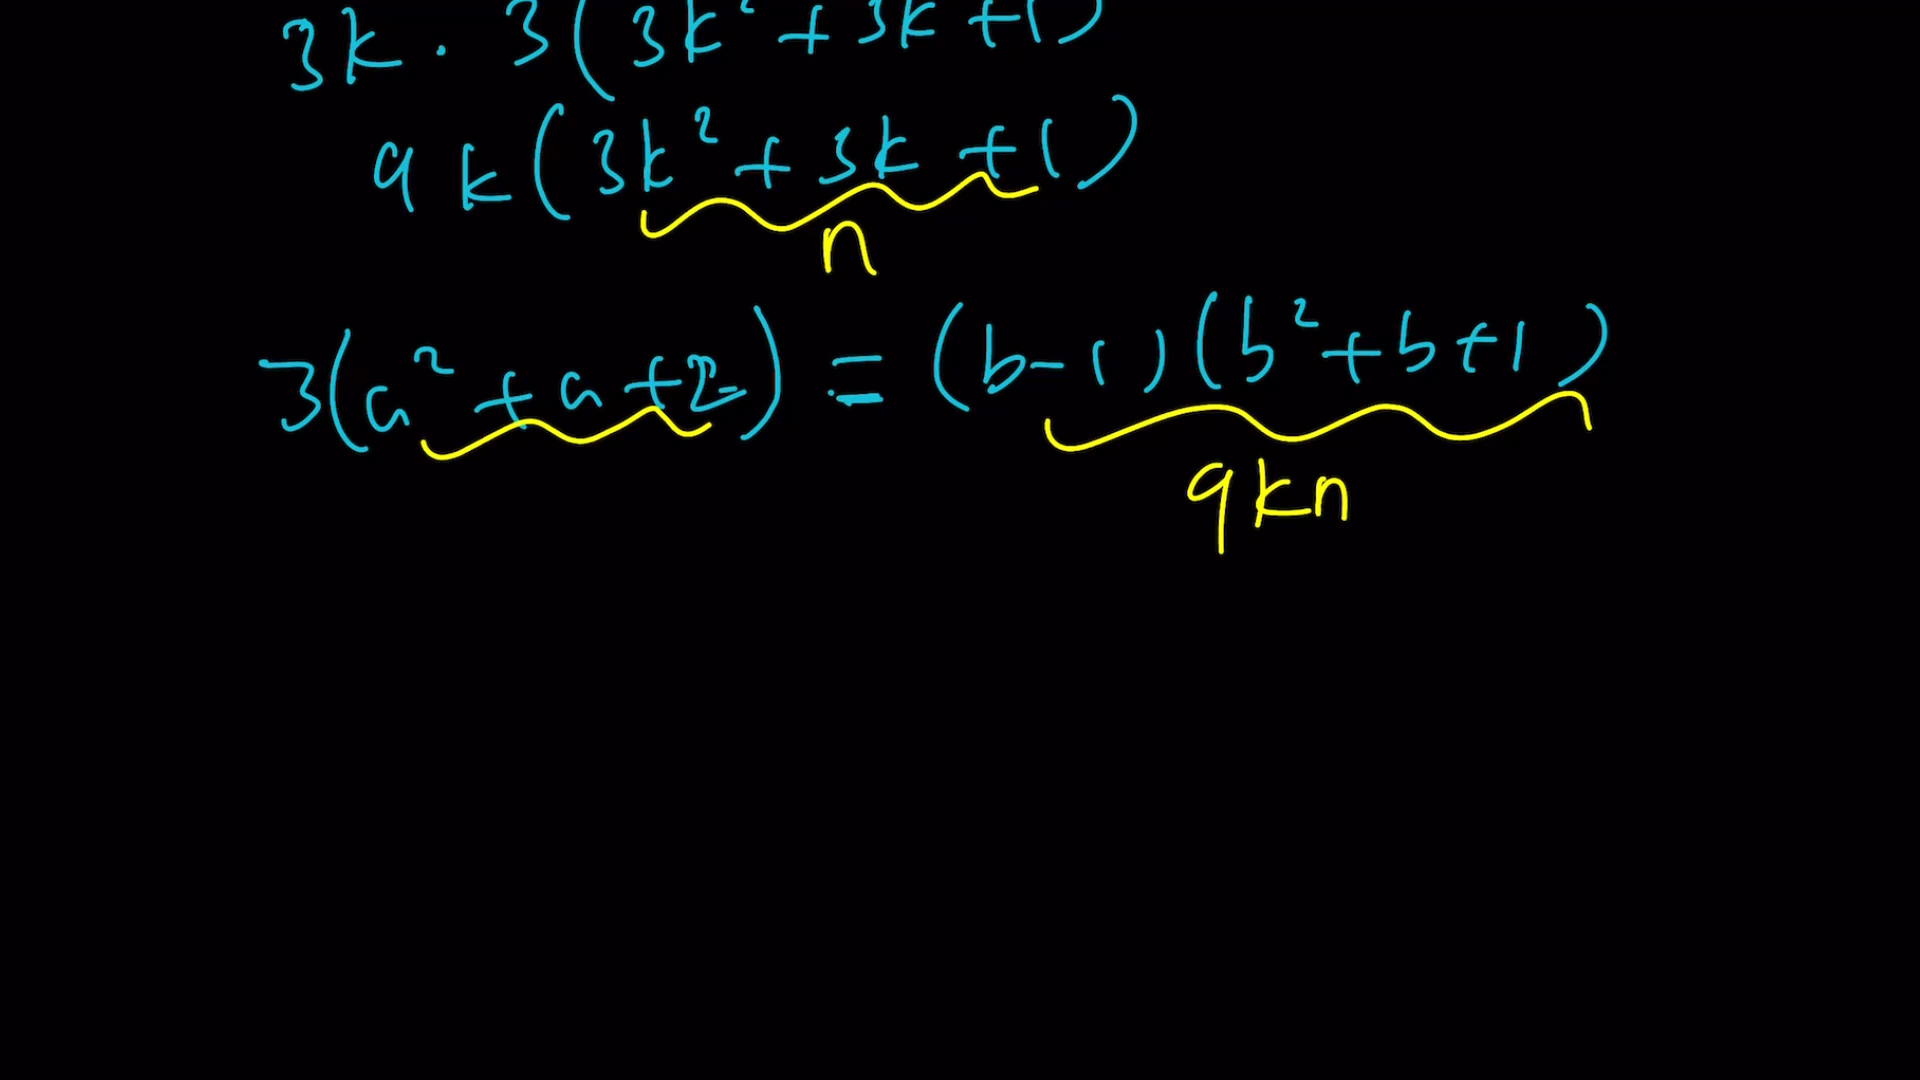 3k · 3(3k² + 3k + 1)
9k(3k² + 3k + 1)
n
3(a² + a + 2) = (b-1)(b² + b + 1)
9kn